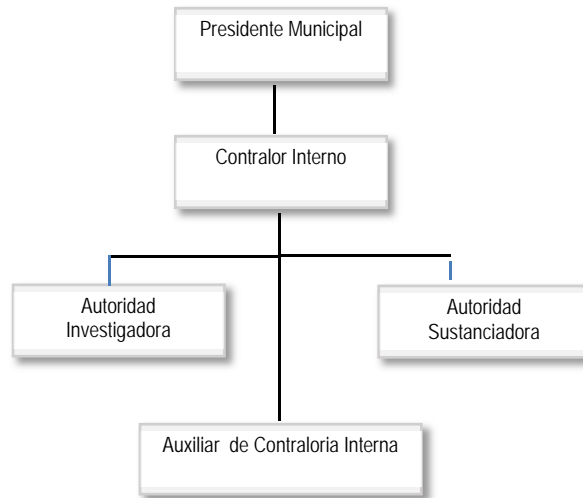 Presidente Municipal
Contralor Interno
Autoridad
Investigadora
Autoridad
Sustanciadora
Auxiliar de Contraloria Interna